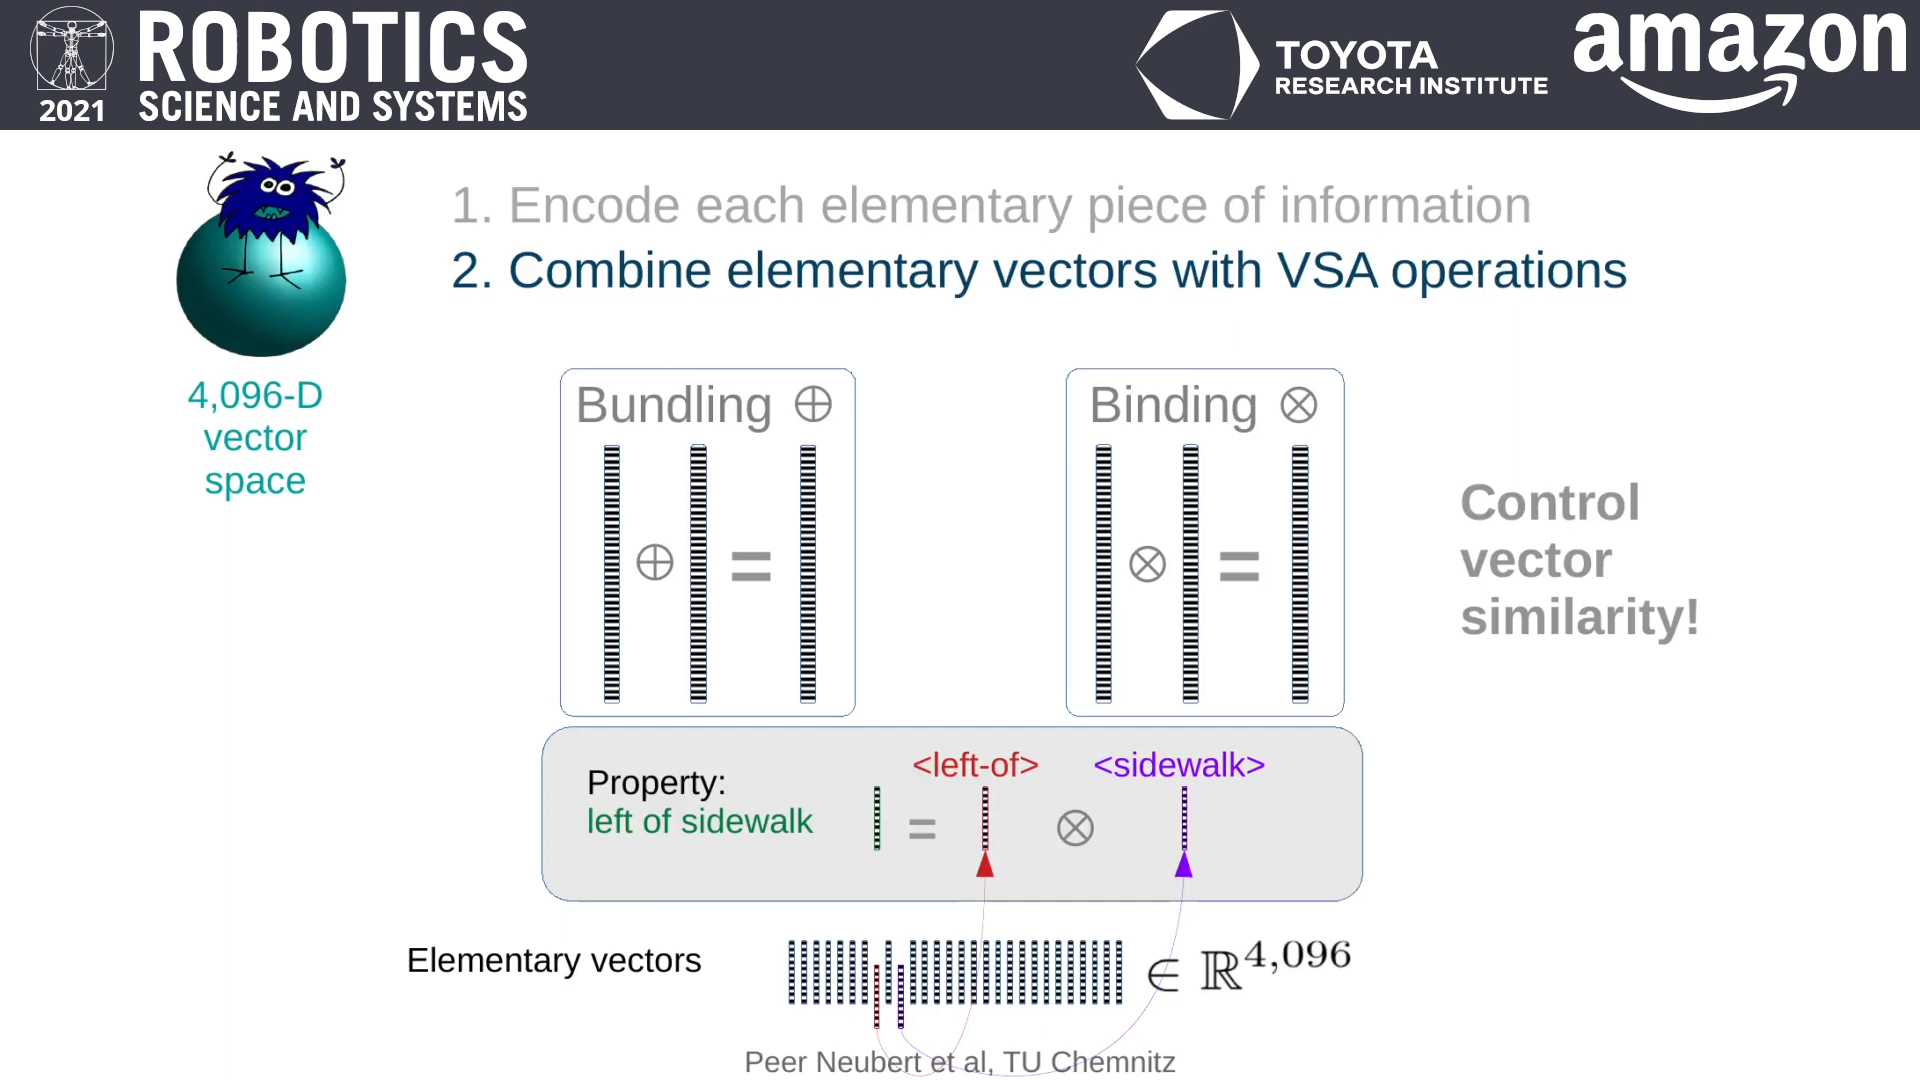 ROBOTICS
SCIENCE AND SYSTEMS
2021
TOYOTA
RESEARCH INSTITUTE
amazon
1. Encode each elementary piece of information
2. Combine elementary vectors with VSA operations
4,096-D
vector
space
Bundling ⊕
⊕ =
Binding ⊗
⊗ =
Control
vector
similarity!
Property:
left of sidewalk
=
<left-of>
⊗
<sidewalk>
Elementary vectors
∈ ℝ^4,096
Peer Neubert et al, TU Chemnitz